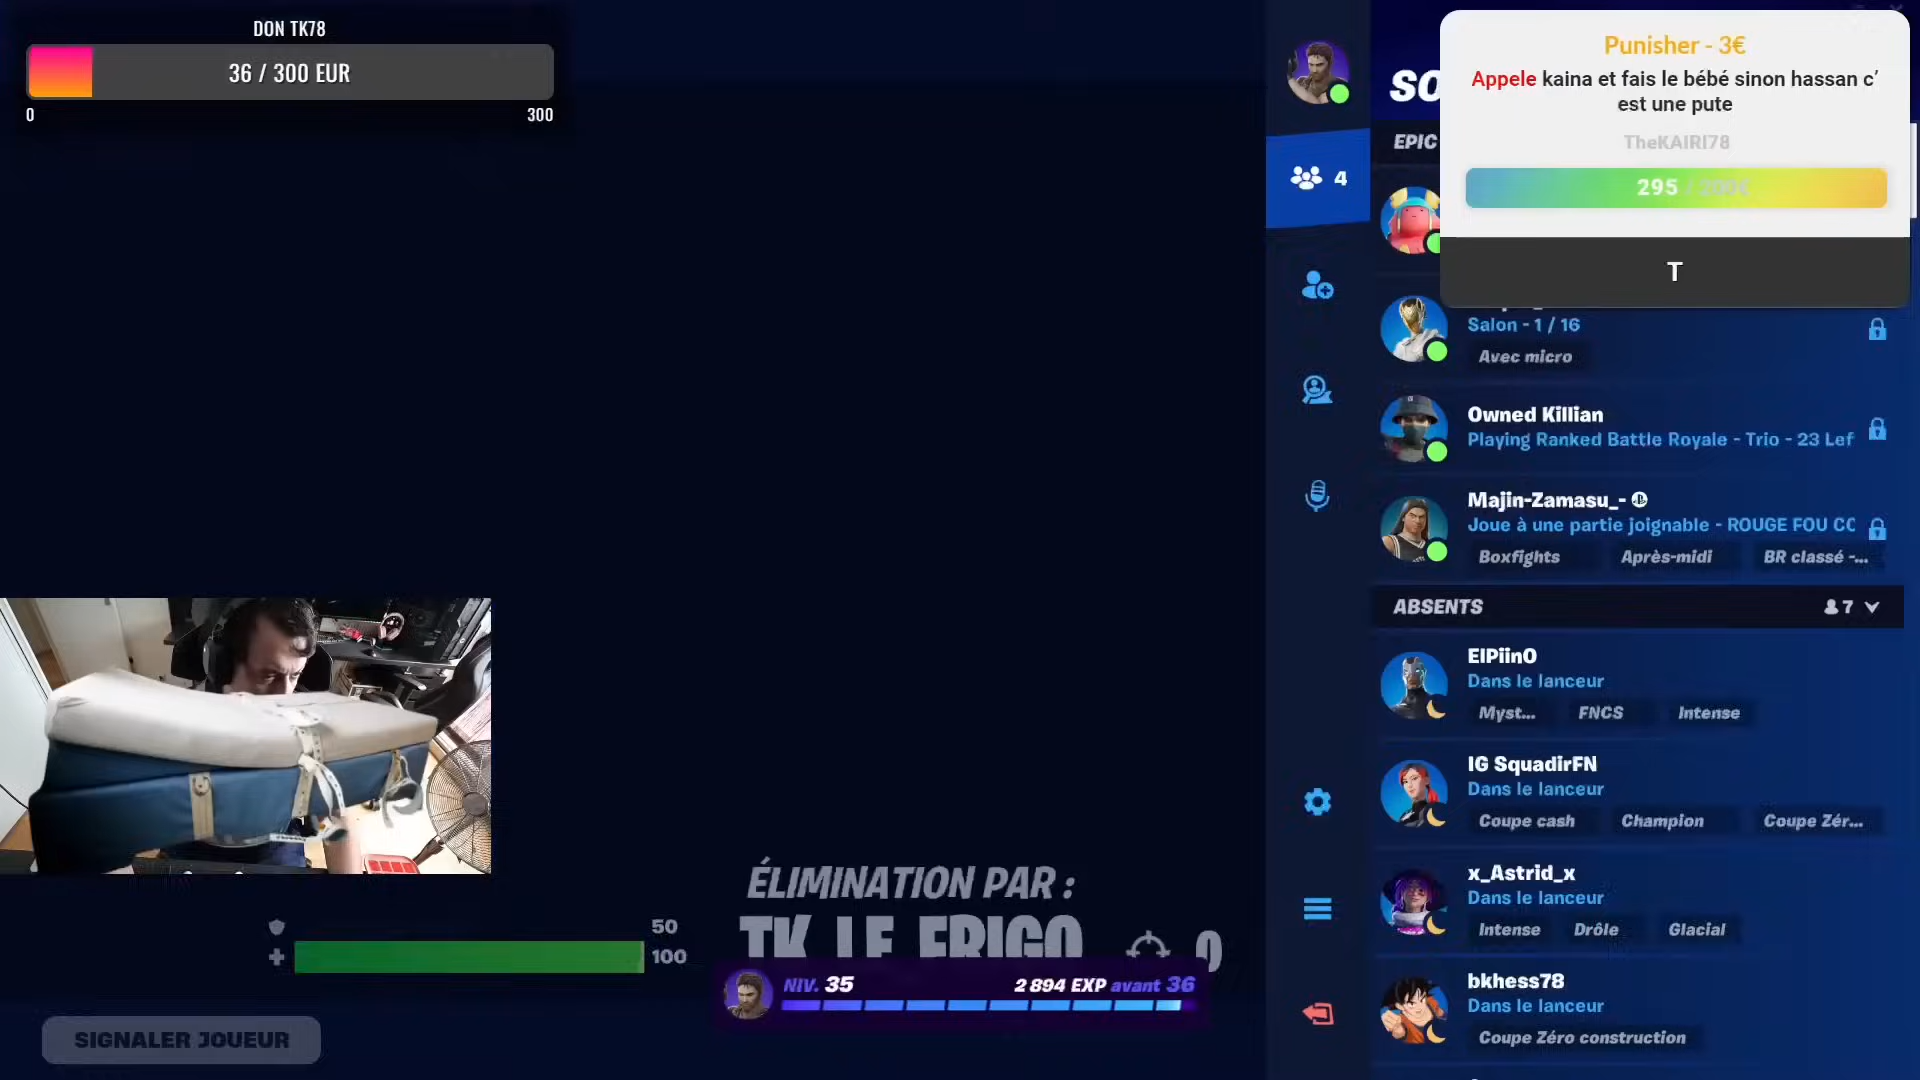 DON TK78
36 / 300 EUR
0
300
4
EPIC
Punisher - 3€
Appele kaina et fais le bébé sinon hassan c'
est une pute
TheKAIRI78
295 / 200€
T
Salon - 1 / 16
Avec micro
Owned Killian
Playing Ranked Battle Royale - Trio - 23 Lef
Majin-Zamasu_-
Joue à une partie joignable - ROUGE FOU CC
Boxfights
Après-midi
BR classé -...
ABSENTS
7
ElPiin0
Dans le lanceur
Myst...
FNCS
Intense
IG SquadirFN
Dans le lanceur
Coupe cash
Champion
Coupe Zér...
x_Astrid_x
Dans le lanceur
Intense
Drôle
Glacial
bkhess78
Dans le lanceur
Coupe Zéro construction
ÉLIMINATION PAR :
TK LE FRIGO
0
50
100
NIV. 35
2 894 EXP avant 36
SIGNALER JOUEUR